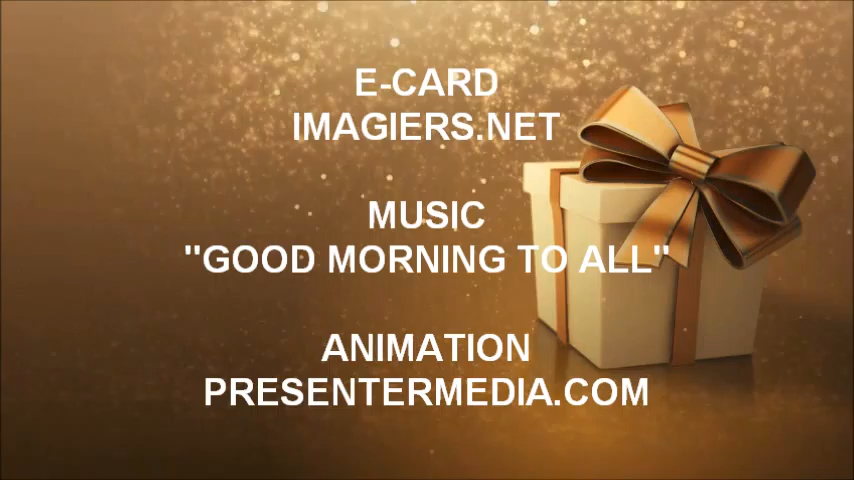 E-CARD
IMAGIERS.NET
MUSIC
"GOOD MORNING TO ALL"
ANIMATION
PRESENTERMEDIA.COM